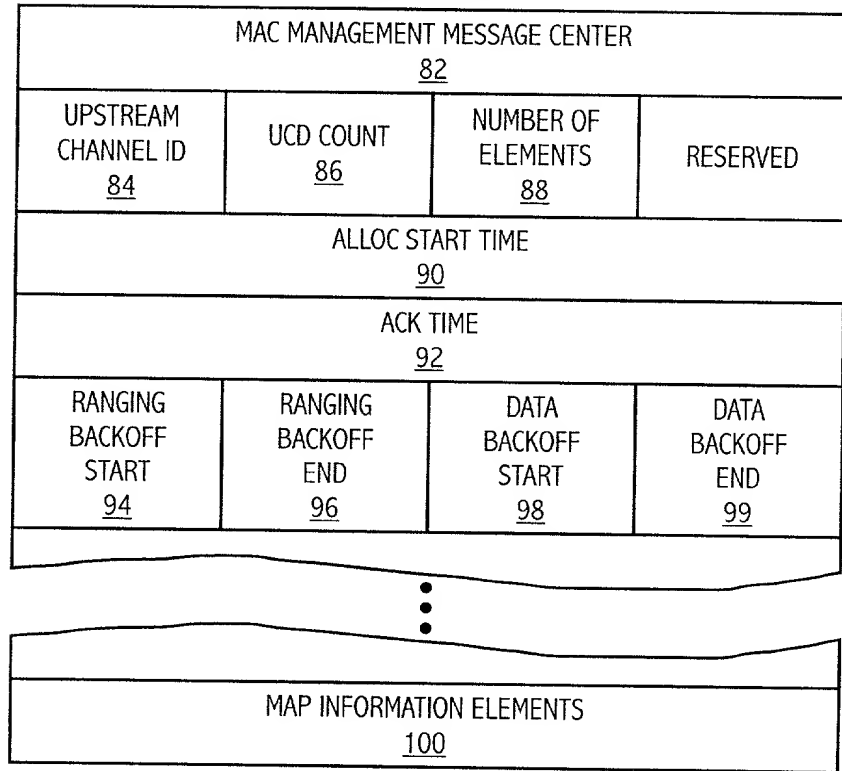 MAC MANAGEMENT MESSAGE CENTER
82
UPSTREAM
CHANNEL ID
84
UCD COUNT
86
NUMBER OF
ELEMENTS
88
RESERVED
ALLOC START TIME
90
ACK TIME
92
RANGING
BACKOFF
START
94
RANGING
BACKOFF
END
96
DATA
BACKOFF
START
98
DATA
BACKOFF
END
99
MAP INFORMATION ELEMENTS
100